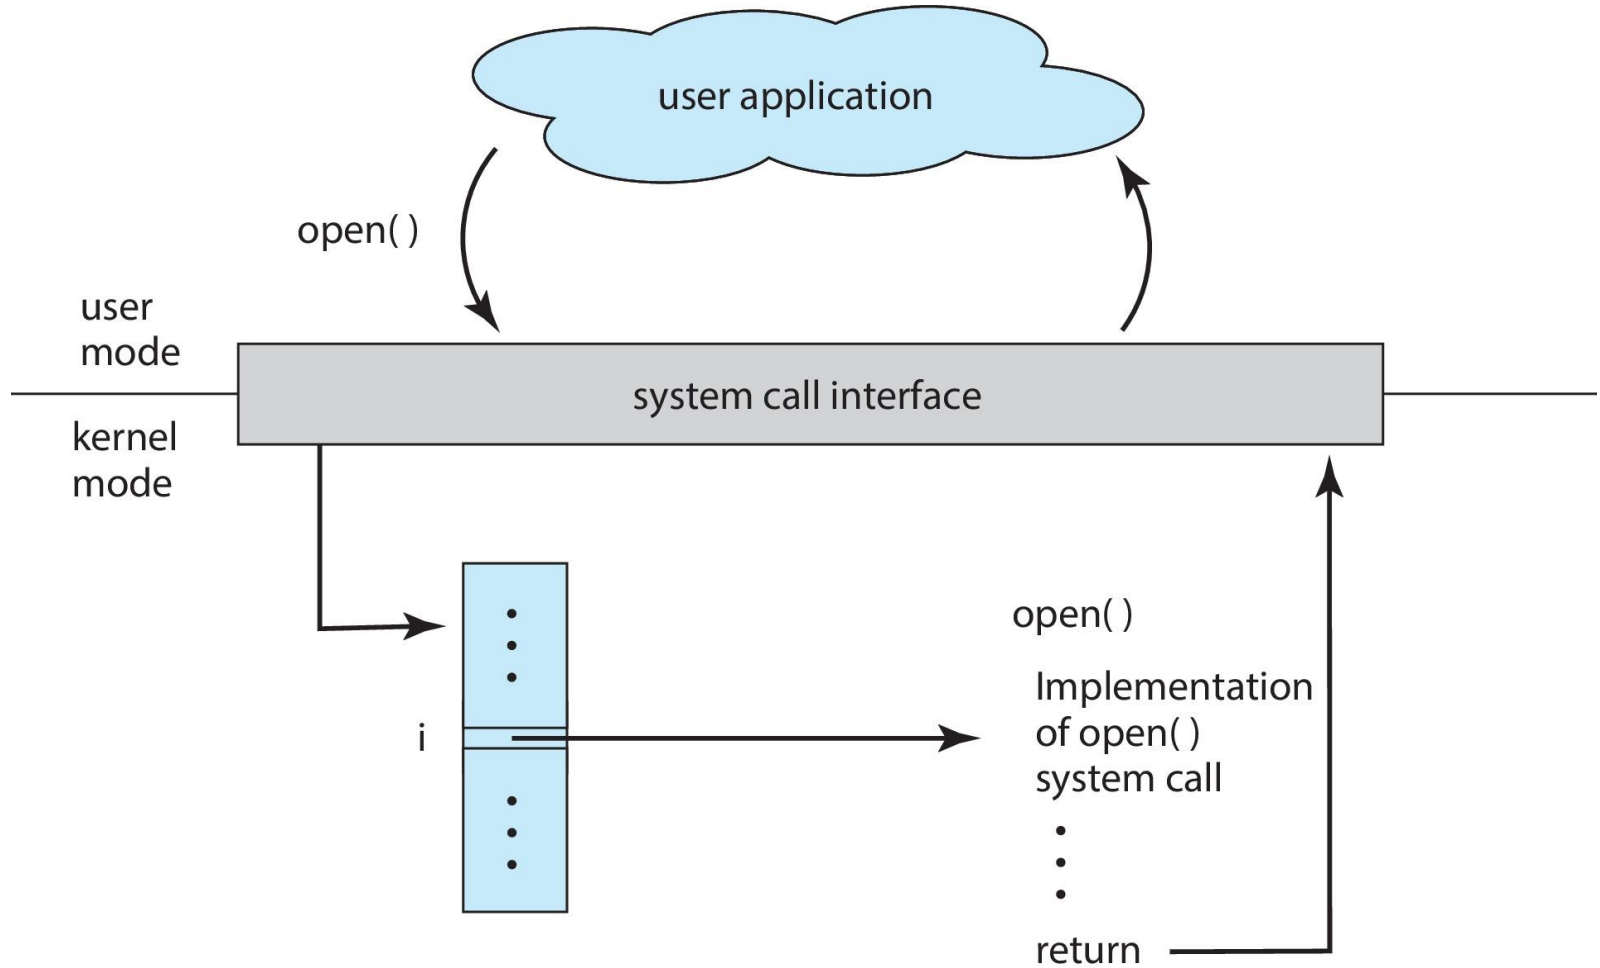 user application
open( )
user
mode
system call interface
kernel
mode
open( )
Implementation
of open( )
system call
i
return